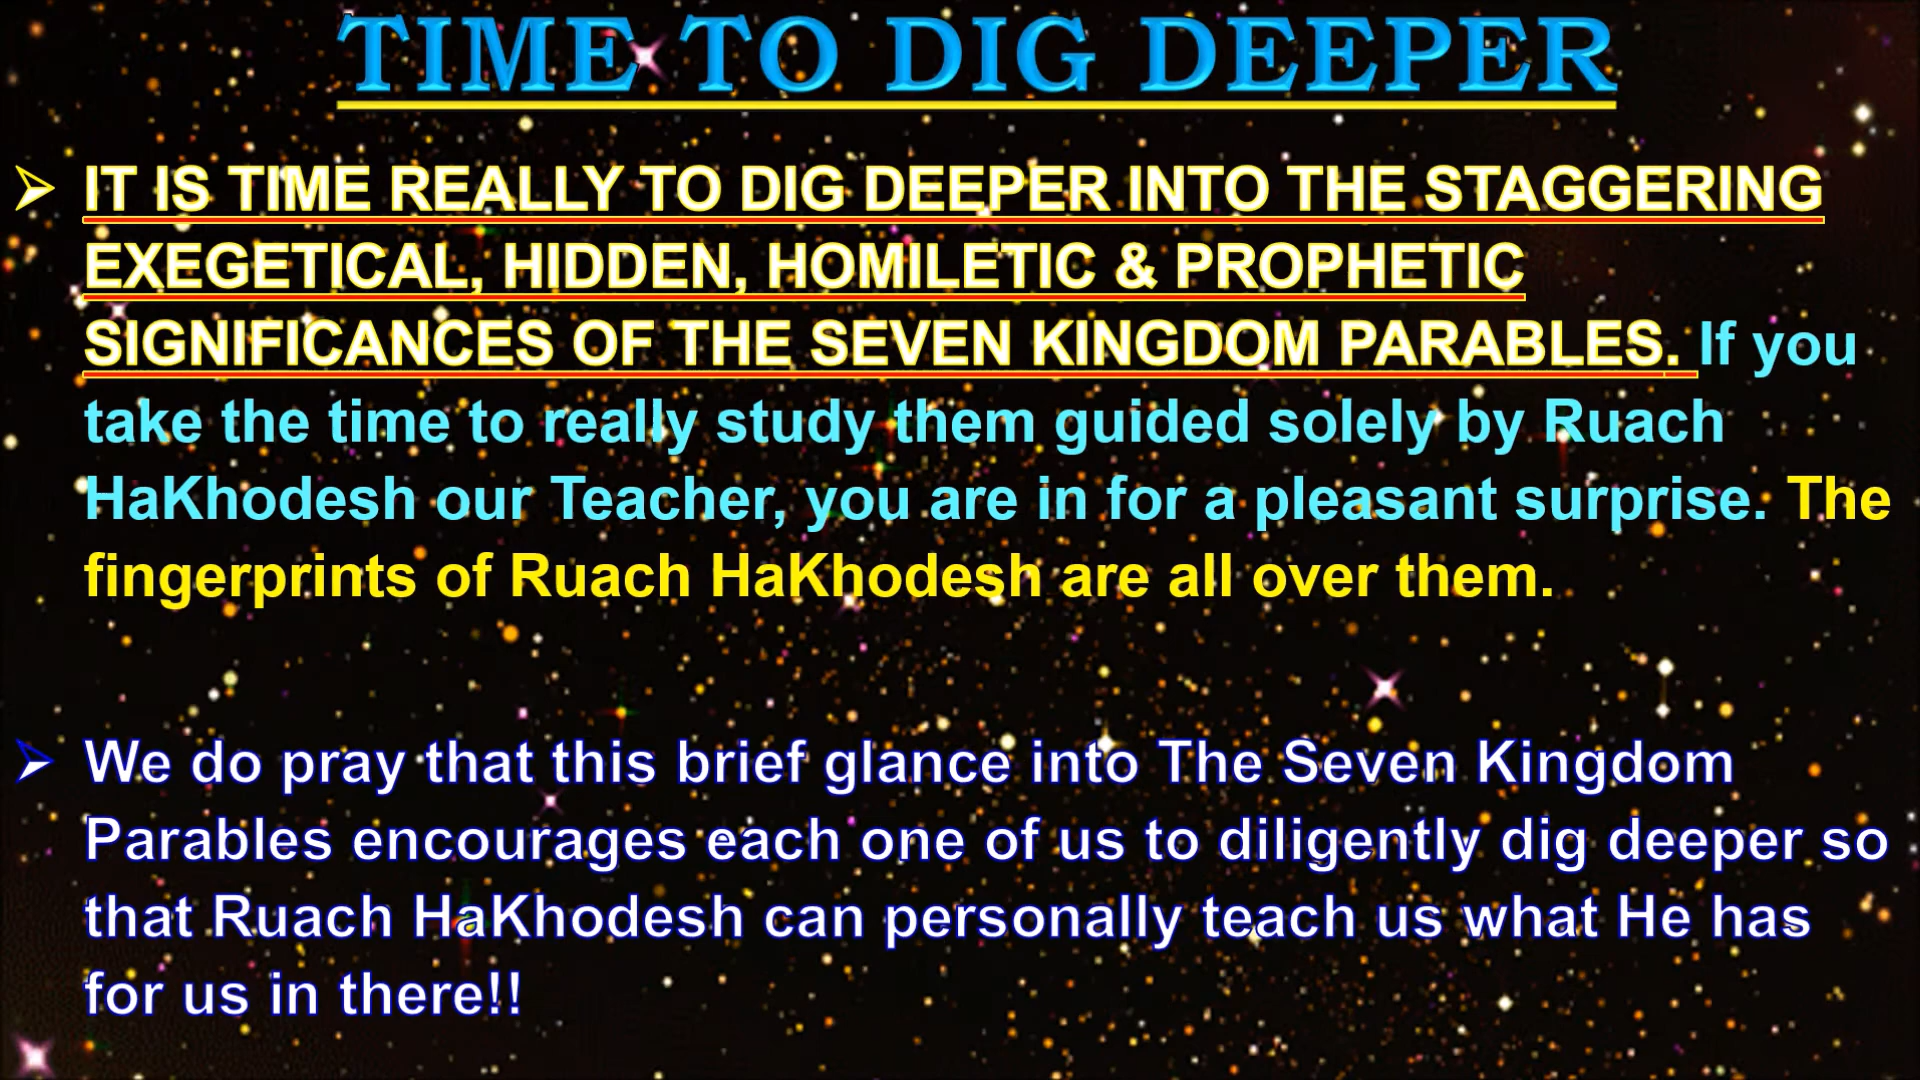 TIME TO DIG DEEPER
➢ IT IS TIME REALLY TO DIG DEEPER INTO THE STAGGERING
EXEGETICAL, HIDDEN, HOMILETIC & PROPHETIC
SIGNIFICANCES OF THE SEVEN KINGDOM PARABLES. If you
take the time to really study them guided solely by Ruach
HaKhodesh our Teacher, you are in for a pleasant surprise. The
fingerprints of Ruach HaKhodesh are all over them.
➢ We do pray that this brief glance into The Seven Kingdom
Parables encourages each one of us to diligently dig deeper so
that Ruach HaKhodesh can personally teach us what He has
for us in there!!